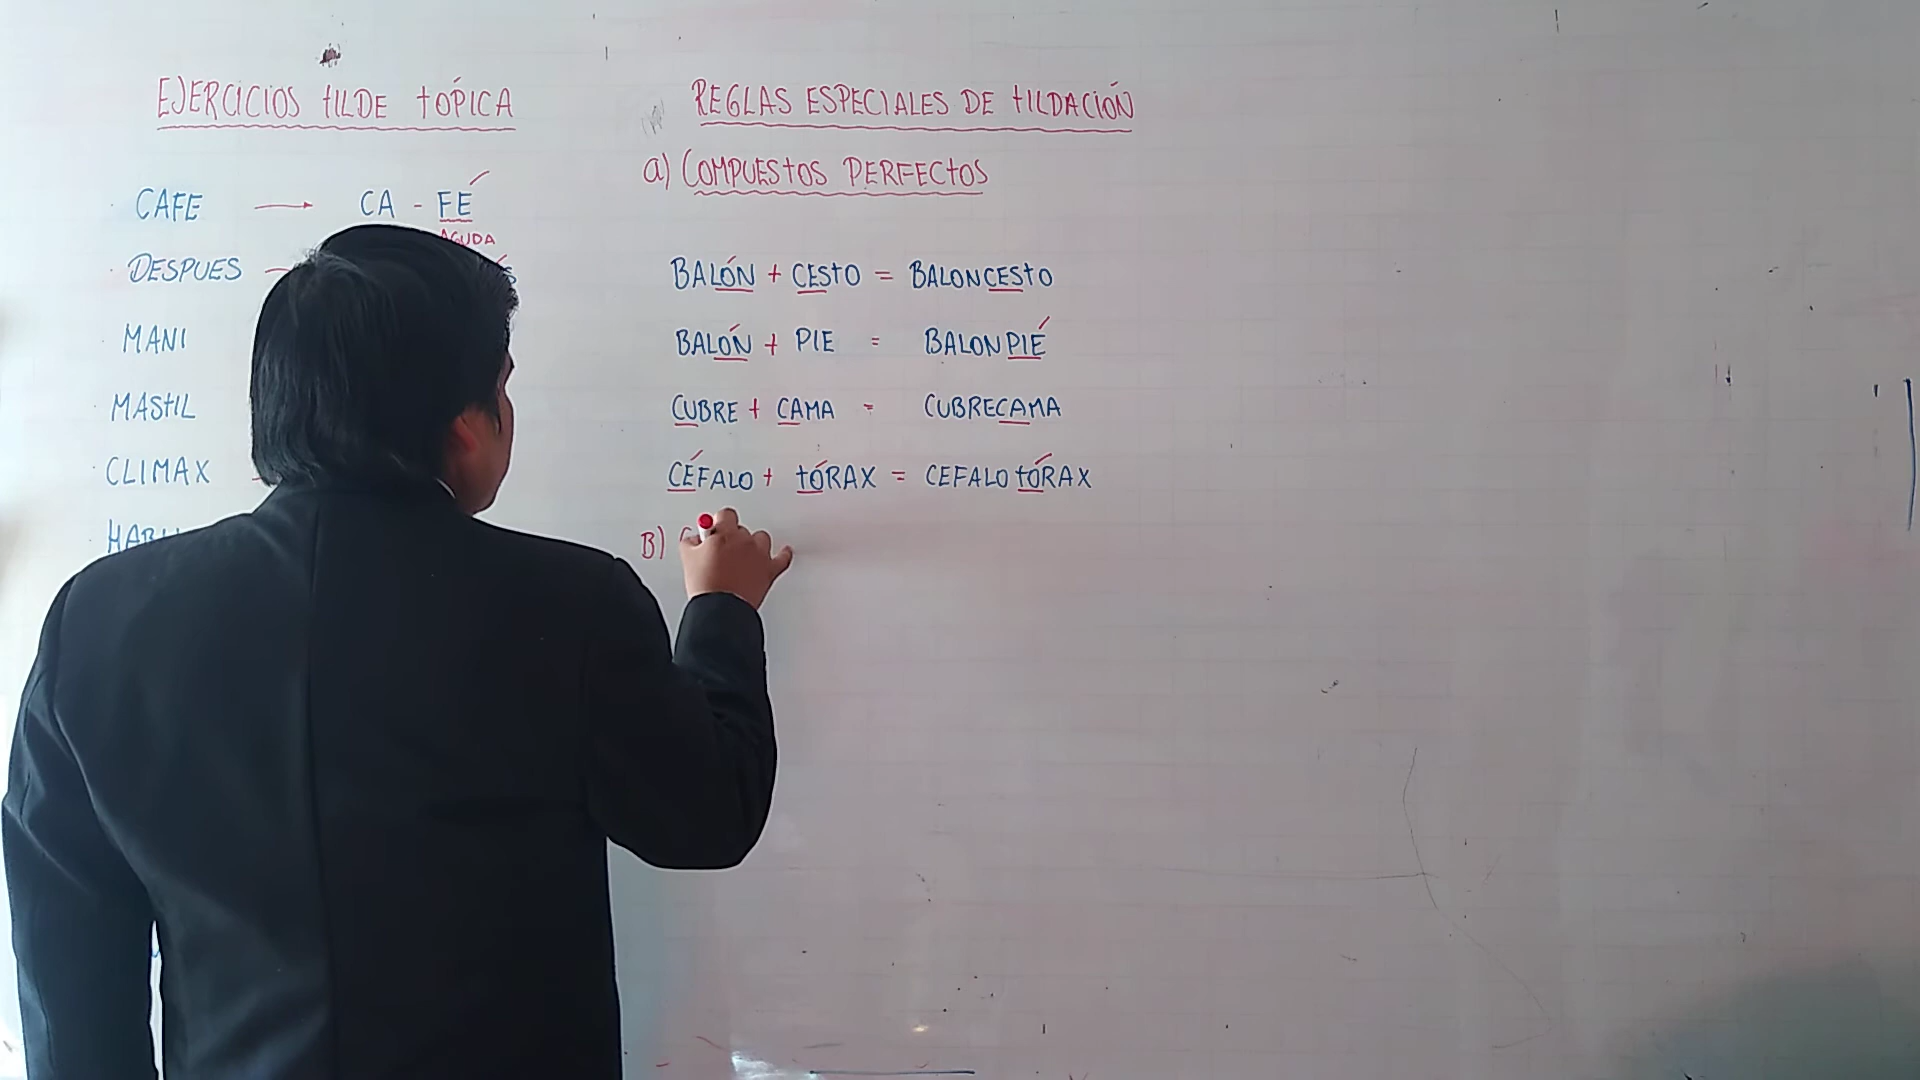 EJERCICIOS TILDE TÓPICA
CAFE → CA - FÉ
AGUDA
DESPUES
MANI
MASTIL
CLIMAX
REGLAS ESPECIALES DE TILDACIÓN
a) COMPUESTOS PERFECTOS
BALÓN + CESTO = BALONCESTO
BALÓN + PIE = BALONPIÉ
CUBRE + CAMA = CUBRECAMA
CÉFALO + TÓRAX = CEFALOTÓRAX
B)